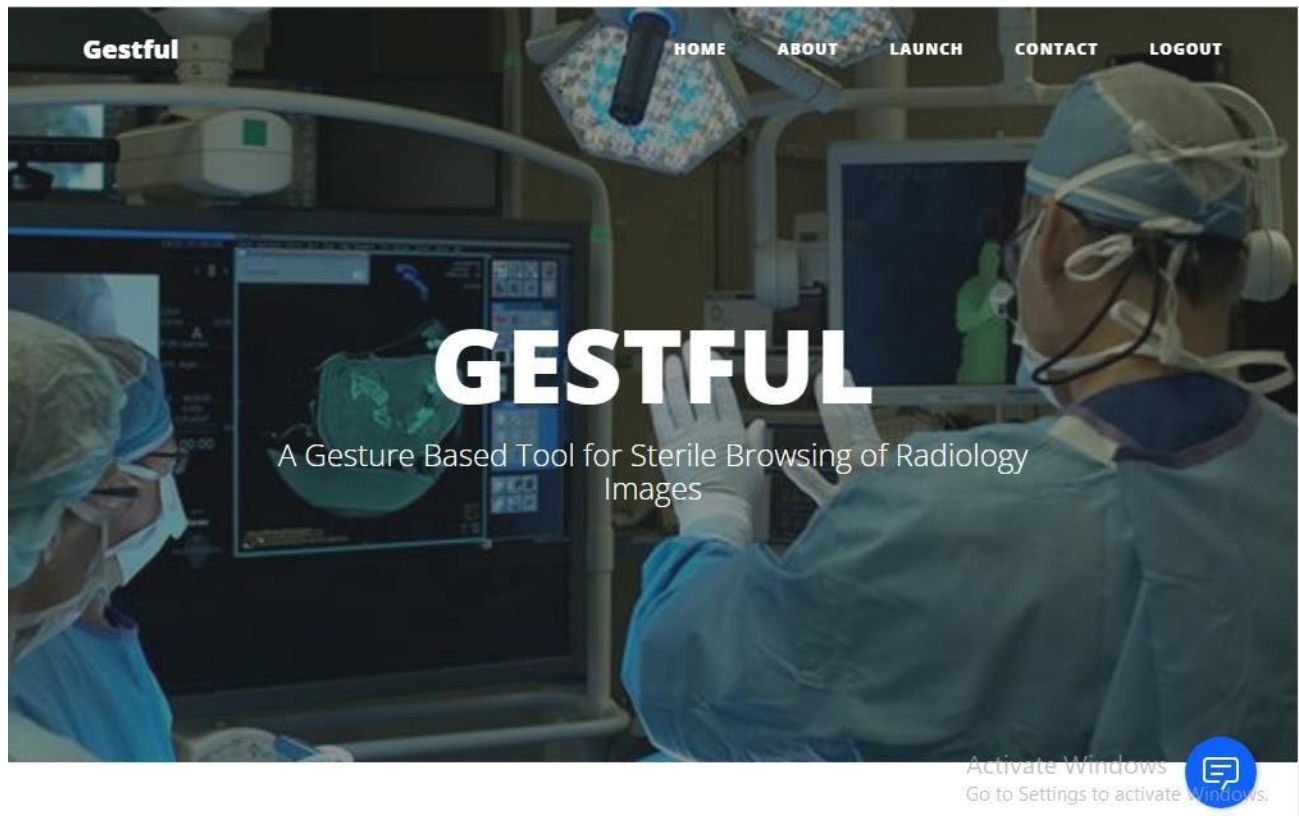 Gestful
HOME ABOUT LAUNCH CONTACT LOGOUT
GESTFUL
A Gesture Based Tool for Sterile Browsing of Radiology
Images
Activate Windows
Go to Settings to activate Windows.